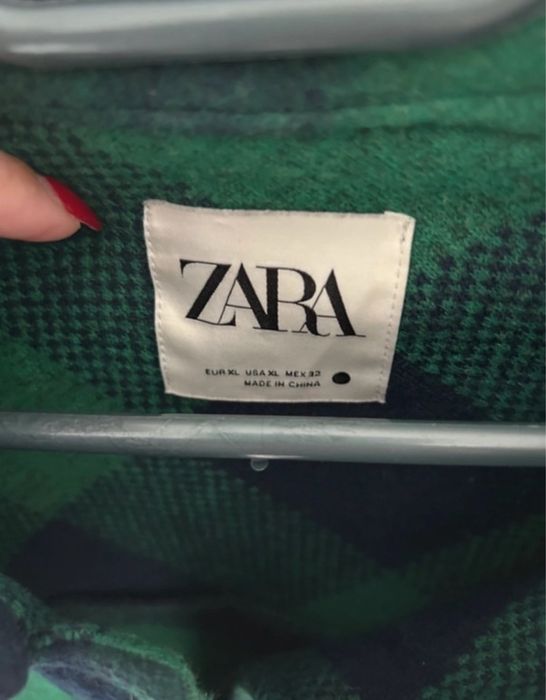 ZARA
EUR XL USA XL MEX 32
MADE IN CHINA